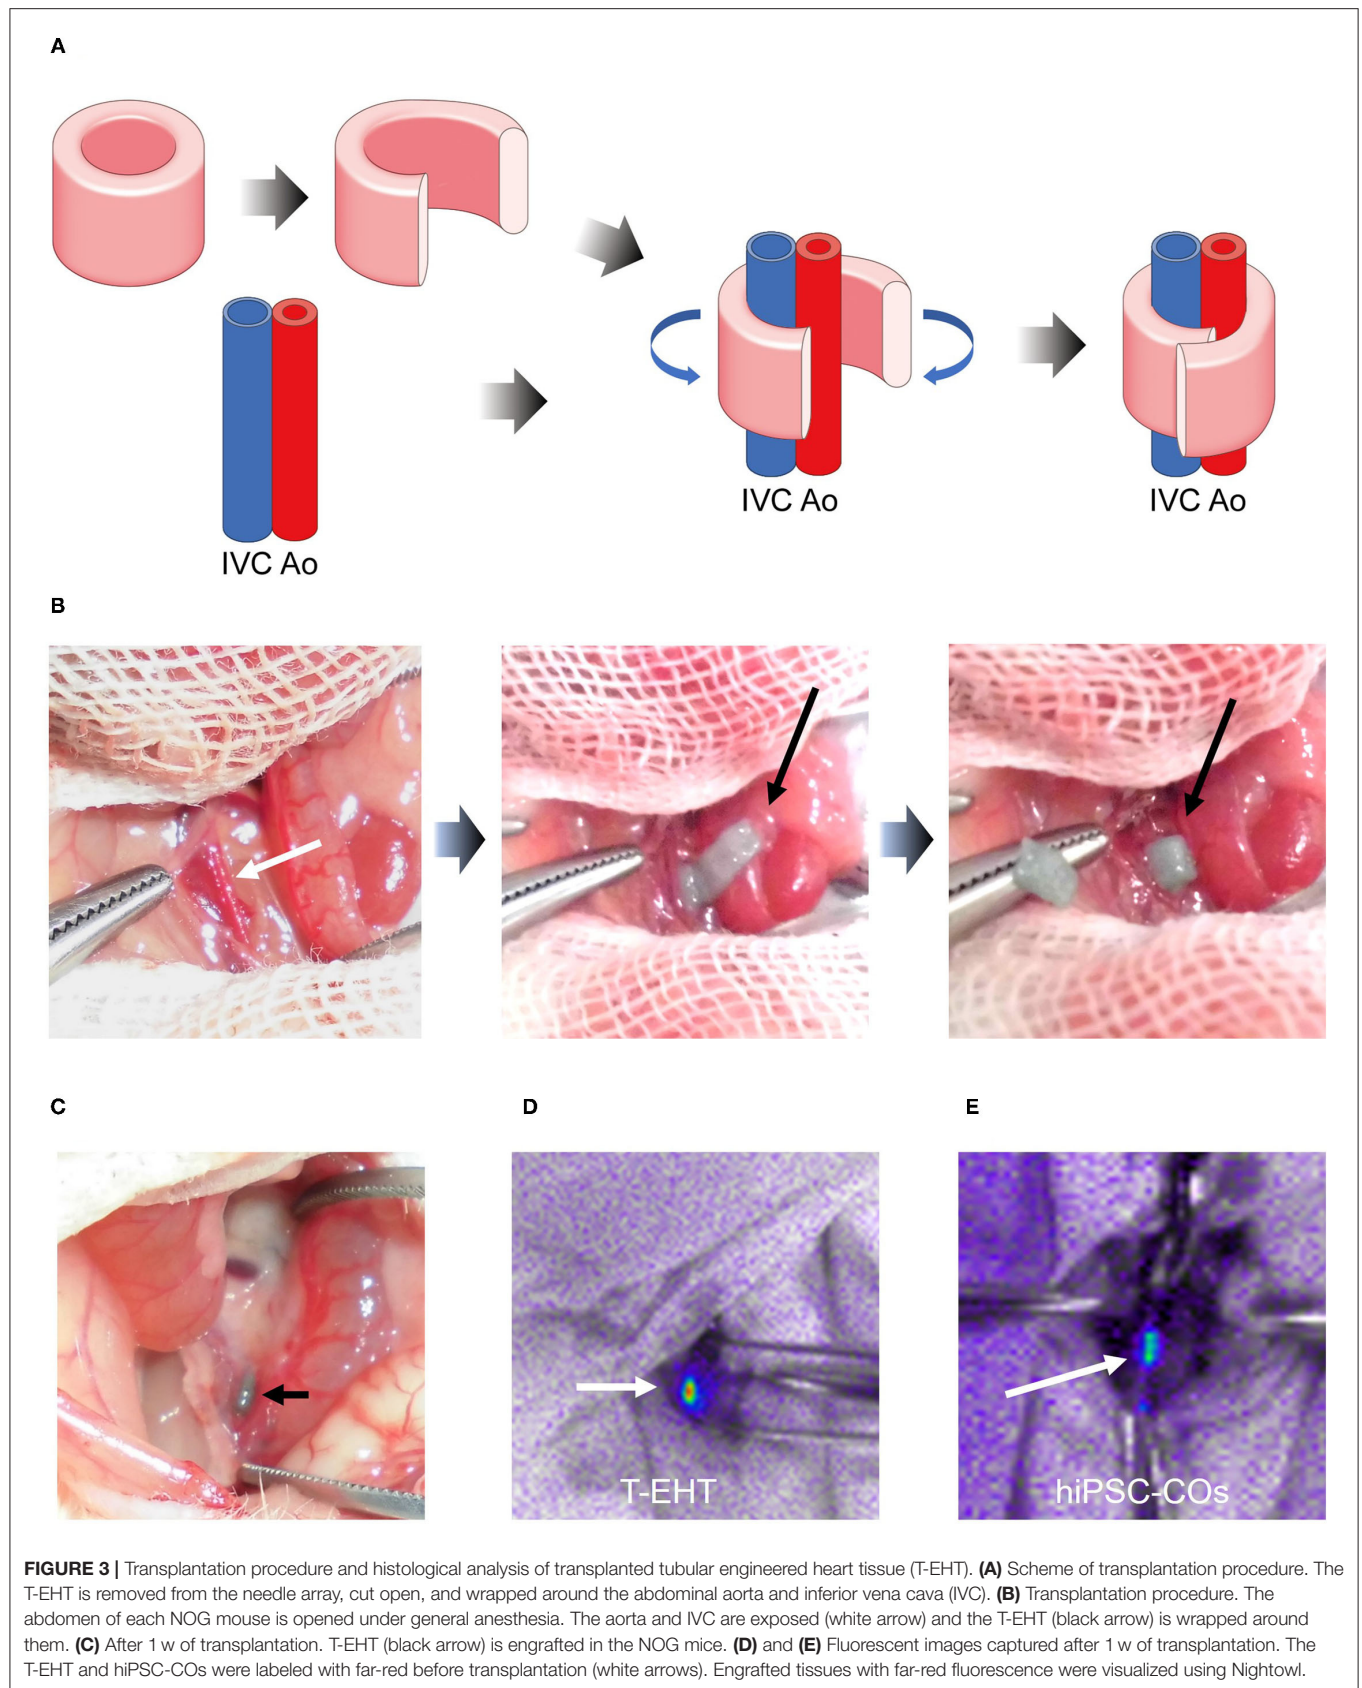 A
IVC Ao
IVC Ao
IVC Ao
B
C
D
E
T-EHT
hiPSC-COs
FIGURE 3 | Transplantation procedure and histological analysis of transplanted tubular engineered heart tissue (T-EHT). (A) Scheme of transplantation procedure. The
T-EHT is removed from the needle array, cut open, and wrapped around the abdominal aorta and inferior vena cava (IVC). (B) Transplantation procedure. The
abdomen of each NOG mouse is opened under general anesthesia. The aorta and IVC are exposed (white arrow) and the T-EHT (black arrow) is wrapped around
them. (C) After 1 w of transplantation. T-EHT (black arrow) is engrafted in the NOG mice. (D) and (E) Fluorescent images captured after 1 w of transplantation. The
T-EHT and hiPSC-COs were labeled with far-red before transplantation (white arrows). Engrafted tissues with far-red fluorescence were visualized using Nightowl.